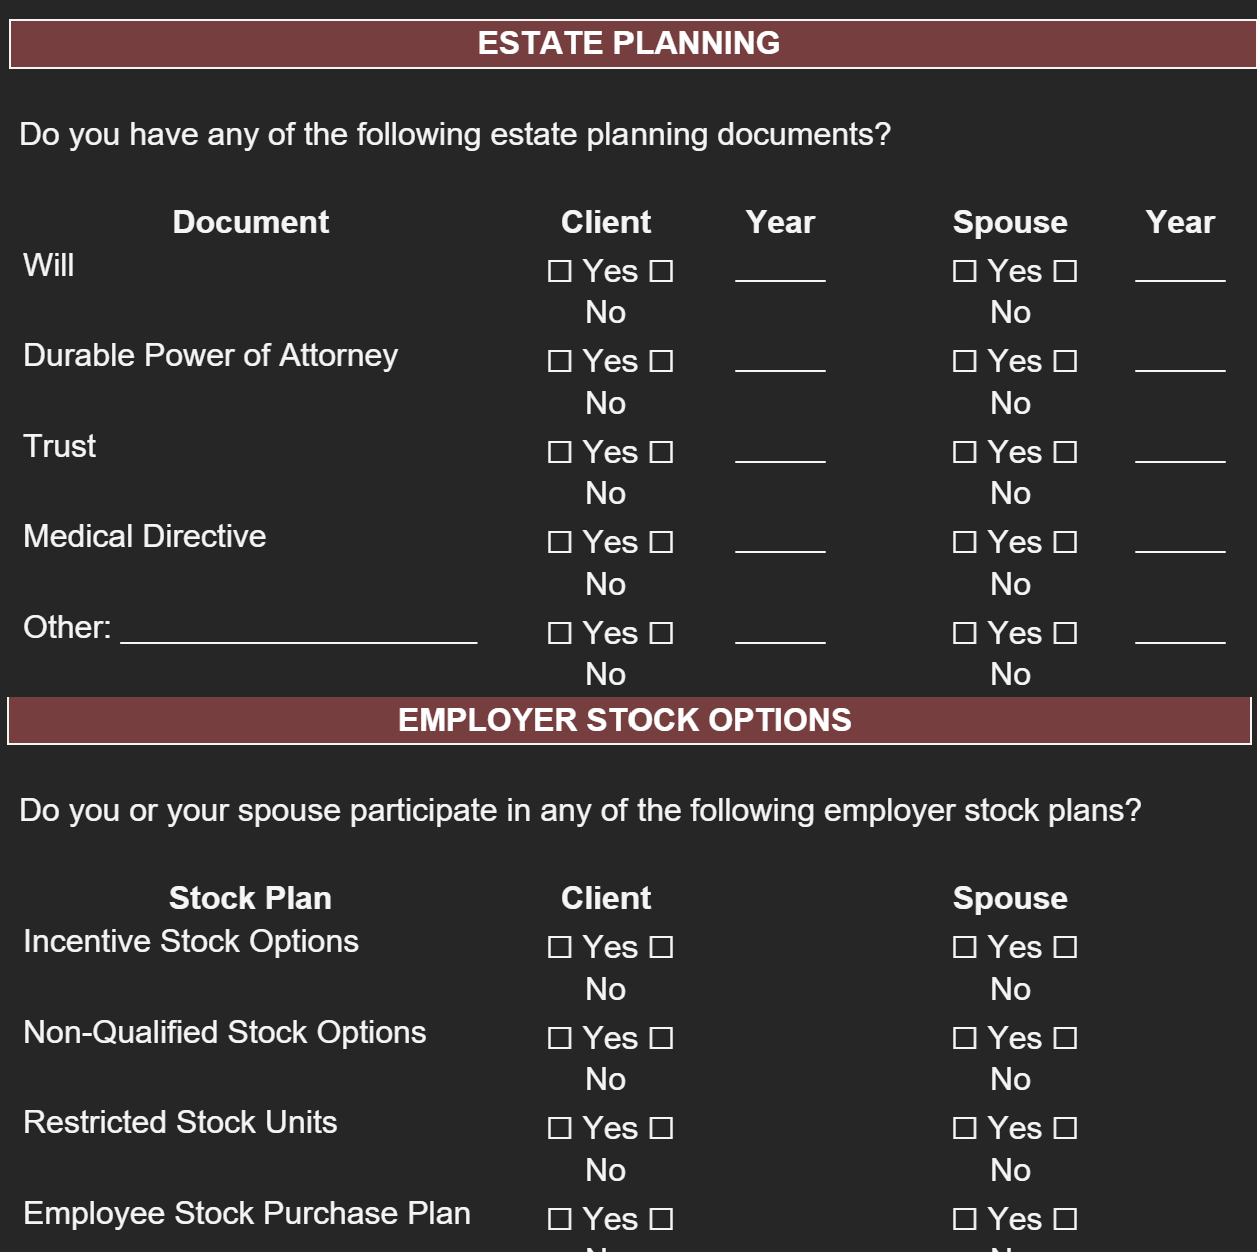 ESTATE PLANNING
Do you have any of the following estate planning documents?
Document Client Year Spouse Year
Will ☐ Yes ☐ No ______ ☐ Yes ☐ No ______
Durable Power of Attorney ☐ Yes ☐ No ______ ☐ Yes ☐ No ______
Trust ☐ Yes ☐ No ______ ☐ Yes ☐ No ______
Medical Directive ☐ Yes ☐ No ______ ☐ Yes ☐ No ______
Other: ____________________ ☐ Yes ☐ No ______ ☐ Yes ☐ No ______
EMPLOYER STOCK OPTIONS
Do you or your spouse participate in any of the following employer stock plans?
Stock Plan Client Spouse
Incentive Stock Options ☐ Yes ☐ No ☐ Yes ☐ No
Non-Qualified Stock Options ☐ Yes ☐ No ☐ Yes ☐ No
Restricted Stock Units ☐ Yes ☐ No ☐ Yes ☐ No
Employee Stock Purchase Plan ☐ Yes ☐ ☐ Yes ☐